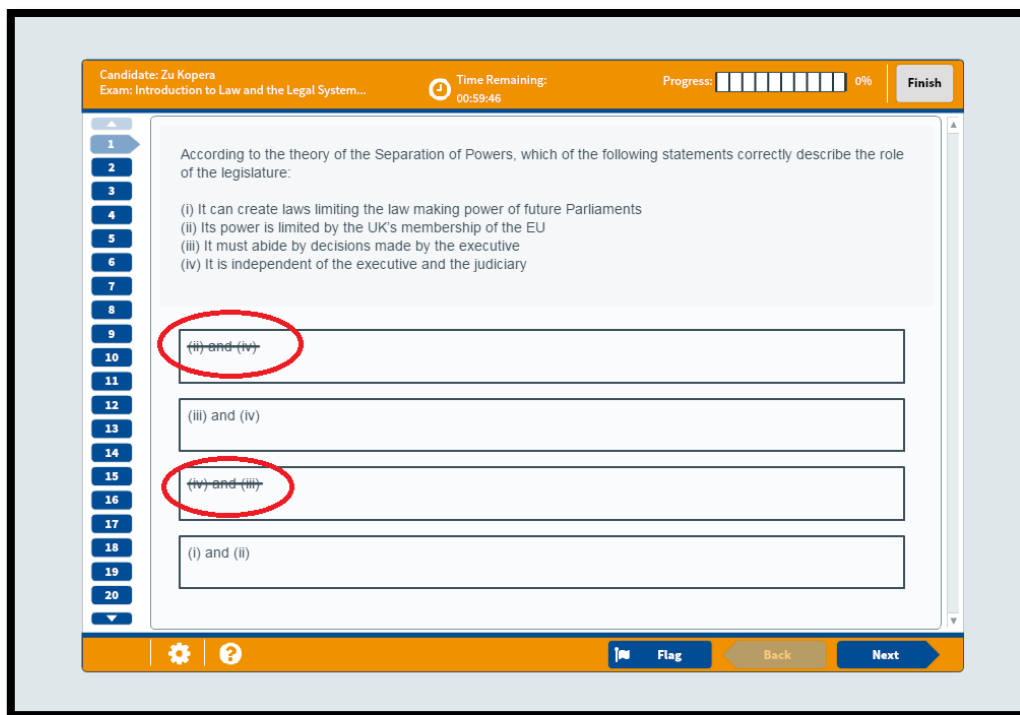 Candidate: Zu Kopera
Exam: Introduction to Law and the Legal System...
Time Remaining:
00:59:46
Progress:
0%
Finish
1
2
3
4
5
6
7
8
9
10
11
12
13
14
15
16
17
18
19
20
According to the theory of the Separation of Powers, which of the following statements correctly describe the role
of the legislature:
(i) It can create laws limiting the law making power of future Parliaments
(ii) Its power is limited by the UK's membership of the EU
(iii) It must abide by decisions made by the executive
(iv) It is independent of the executive and the judiciary
(ii) and (iv)
(iii) and (iv)
(iv) and (iii)
(i) and (ii)
?
Flag
Back
Next